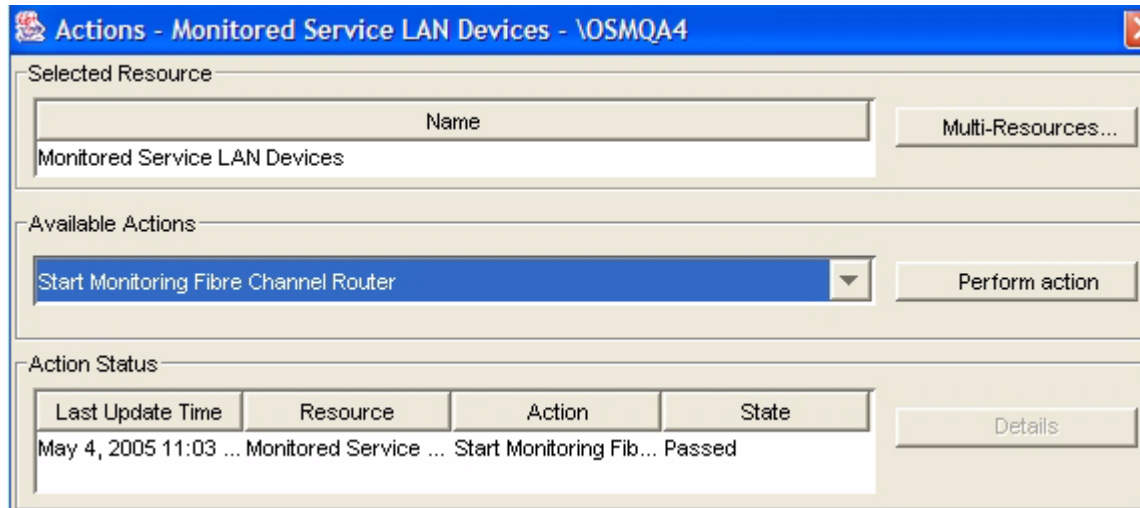 Actions - Monitored Service LAN Devices - \OSMQA4
Selected Resource
Name
Multi-Resources...
Monitored Service LAN Devices
Available Actions
Start Monitoring Fibre Channel Router
Perform action
Action Status
Last Update Time Resource Action State
Details
May 4, 2005 11:03 ... Monitored Service ... Start Monitoring Fib... Passed